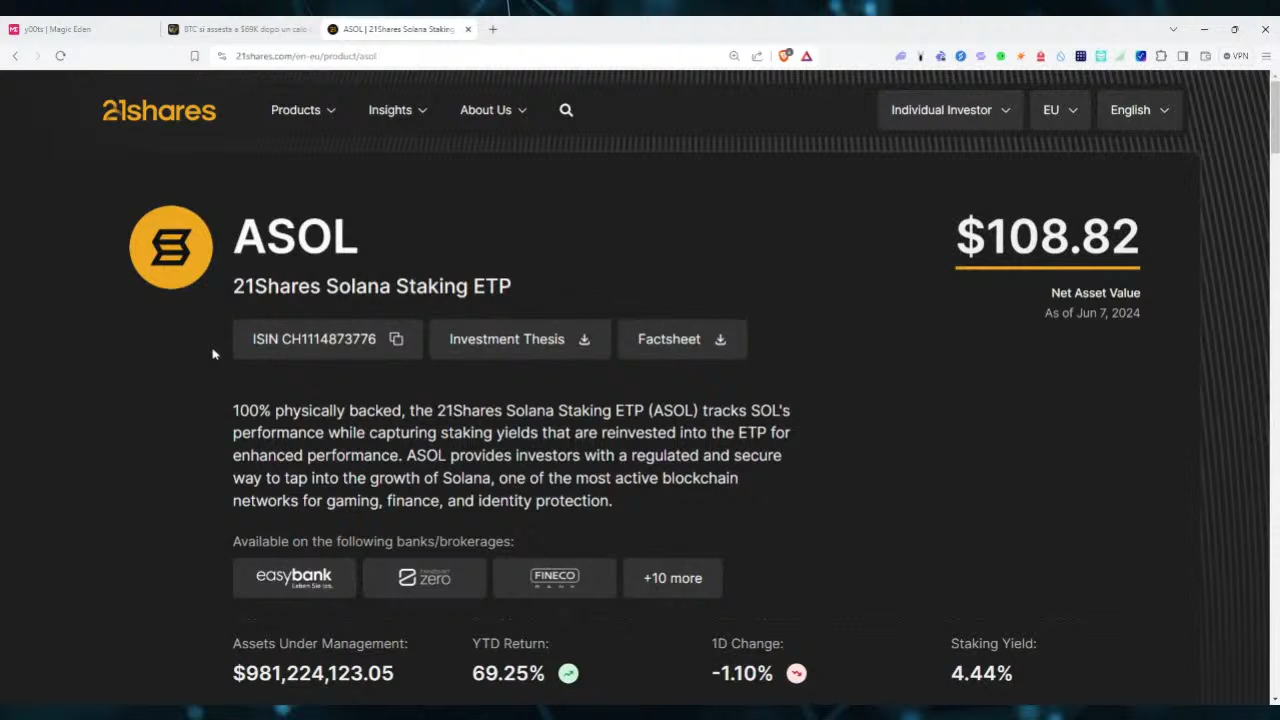 y00ts | Magic Eden
BTC si assesta a $69K dopo un calo
ASOL | 21Shares Solana Staking
21shares.com/en-eu/product/asol
VPN
21shares
Products
Insights
About Us
Individual Investor
EU
English
ASOL
$108.82
21Shares Solana Staking ETP
Net Asset Value
As of Jun 7, 2024
ISIN CH1114873776
Investment Thesis
Factsheet
100% physically backed, the 21Shares Solana Staking ETP (ASOL) tracks SOL's
performance while capturing staking yields that are reinvested into the ETP for
enhanced performance. ASOL provides investors with a regulated and secure
way to tap into the growth of Solana, one of the most active blockchain
networks for gaming, finance, and identity protection.
Available on the following banks/brokerages:
easybank
zero
FINECO
BANK
+10 more
Assets Under Management:
YTD Return:
1D Change:
Staking Yield:
$981,224,123.05
69.25%
-1.10%
4.44%